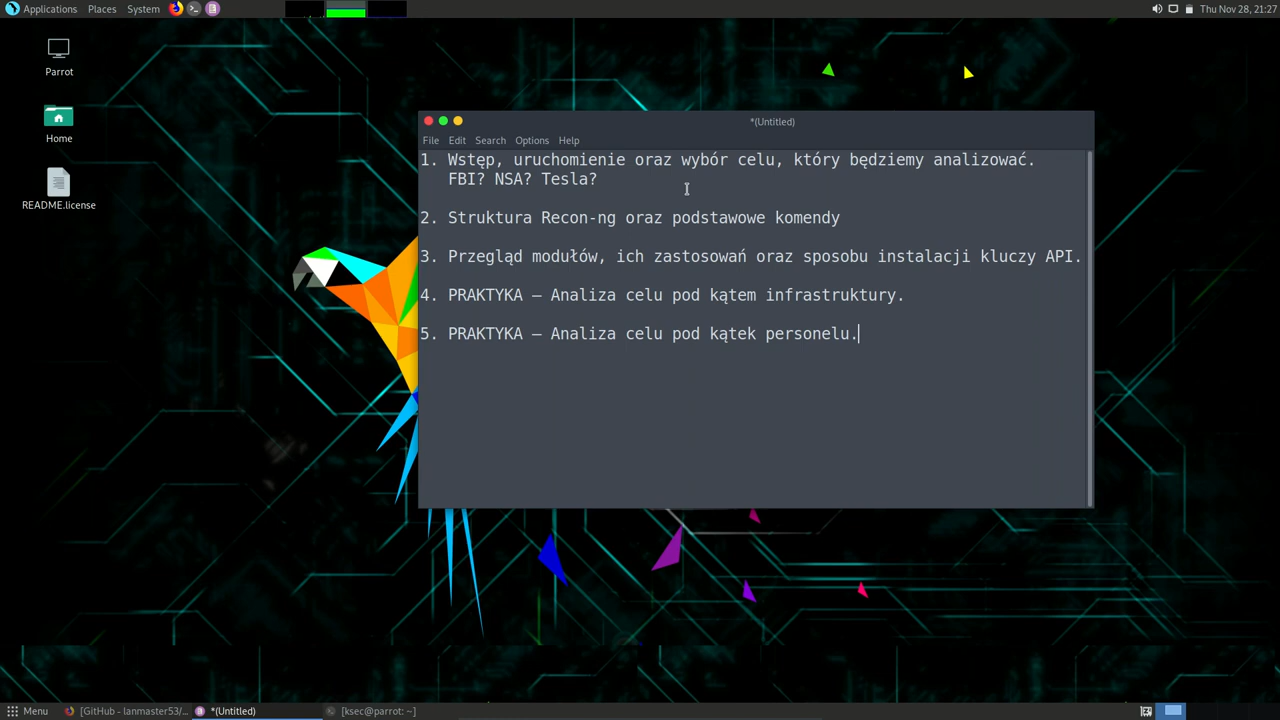 Applications Places System
Thu Nov 28, 21:27
Parrot
Home
README.license
*(Untitled)
File Edit Search Options Help
1. Wstęp, uruchomienie oraz wybór celu, który będziemy analizować.
FBI? NSA? Tesla?
2. Struktura Recon-ng oraz podstawowe komendy
3. Przegląd modułów, ich zastosowań oraz sposobu instalacji kluczy API.
4. PRAKTYKA – Analiza celu pod kątem infrastruktury.
5. PRAKTYKA – Analiza celu pod kątek personelu.
Menu [GitHub - lanmaster53/... *(Untitled) [ksec@parrot: ~]